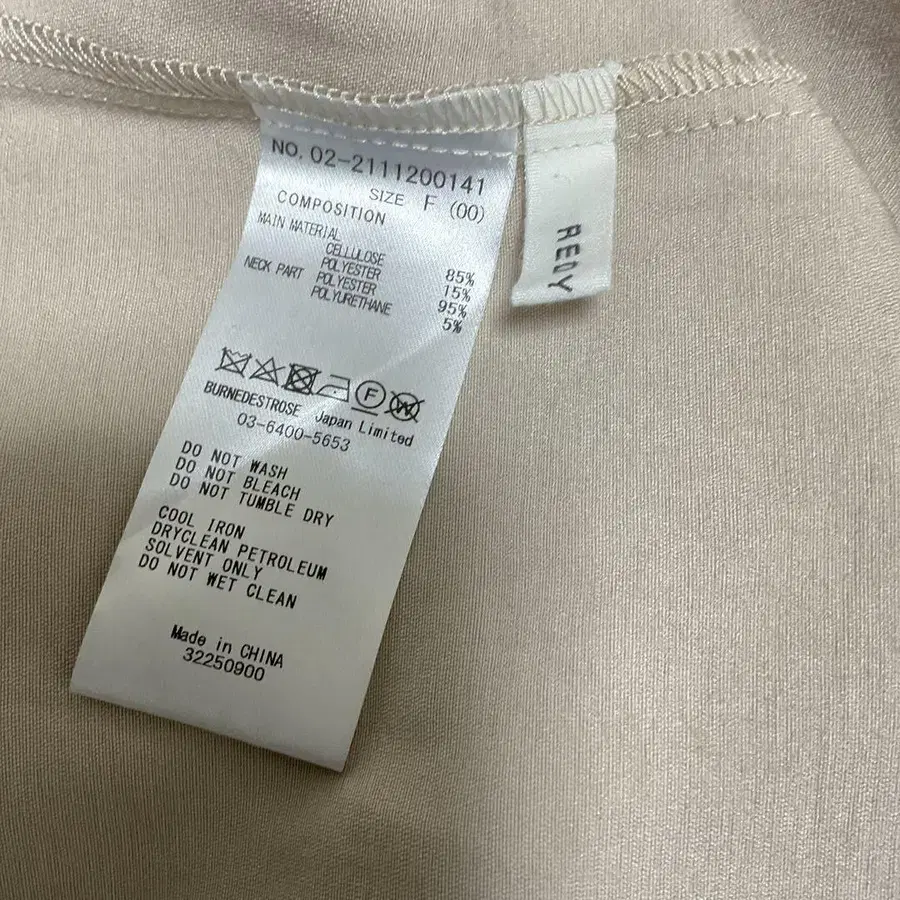 NO. 02-2111200141
SIZE F (00)
COMPOSITION
MAIN MATERIAL
CELLULOSE 85%
POLYESTER 15%
NECK PART POLYESTER 95%
POLYURETHANE 5%
F W
BURNEDESTROSE Japan Limited
03-6400-5653
DO NOT WASH
DO NOT BLEACH
DO NOT TUMBLE DRY
COOL IRON
DRYCLEAN PETROLEUM
SOLVENT ONLY
DO NOT WET CLEAN
Made in CHINA
32250900
REDY